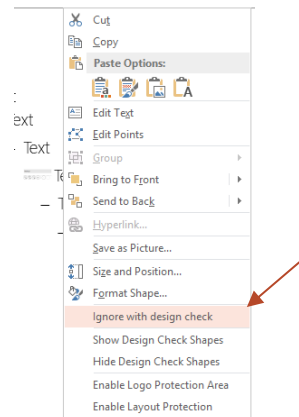 Cut
Copy
Paste Options:
Edit Text
Edit Points
Group
Bring to Front
Send to Back
Hyperlink...
Save as Picture...
Size and Position...
Format Shape...
Ignore with design check
Show Design Check Shapes
Hide Design Check Shapes
Enable Logo Protection Area
Enable Layout Protection
ext
- Text